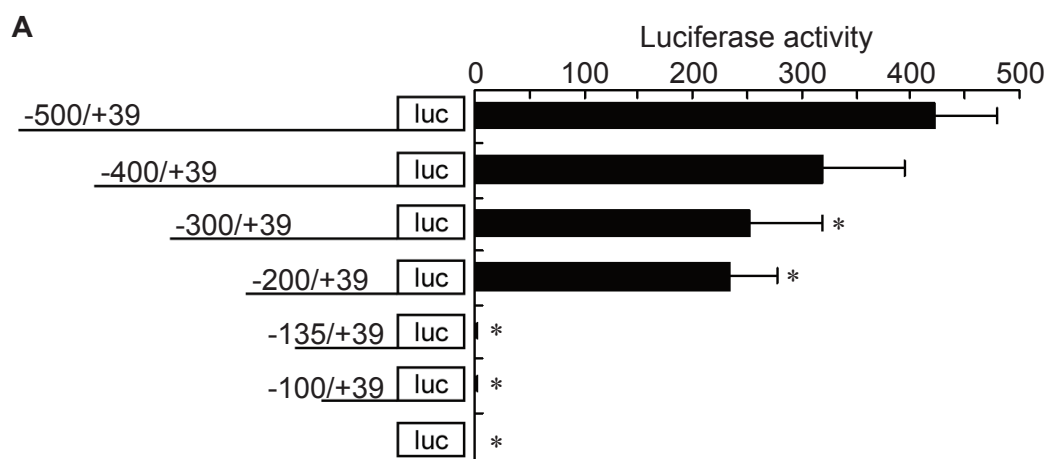 A
Luciferase activity
0 100 200 300 400 500
-500/+39 luc
-400/+39 luc
-300/+39 luc *
-200/+39 luc *
-135/+39 luc *
-100/+39 luc *
luc *